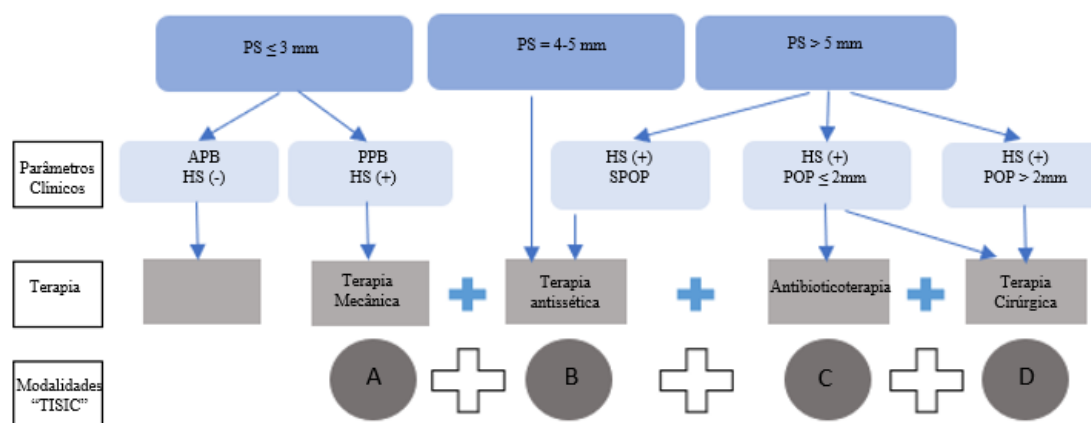 PS ≤ 3 mm
PS = 4-5 mm
PS > 5 mm
Parâmetros
Clínicos
APB
HS (-)
PPB
HS (+)
HS (+)
SPOP
HS (+)
POP ≤ 2mm
HS (+)
POP > 2mm
Terapia
Terapia
Mecânica
Terapia
antissética
Antibioticoterapia
Terapia
Cirúrgica
Modalidades
“TISIC”
A
B
C
D